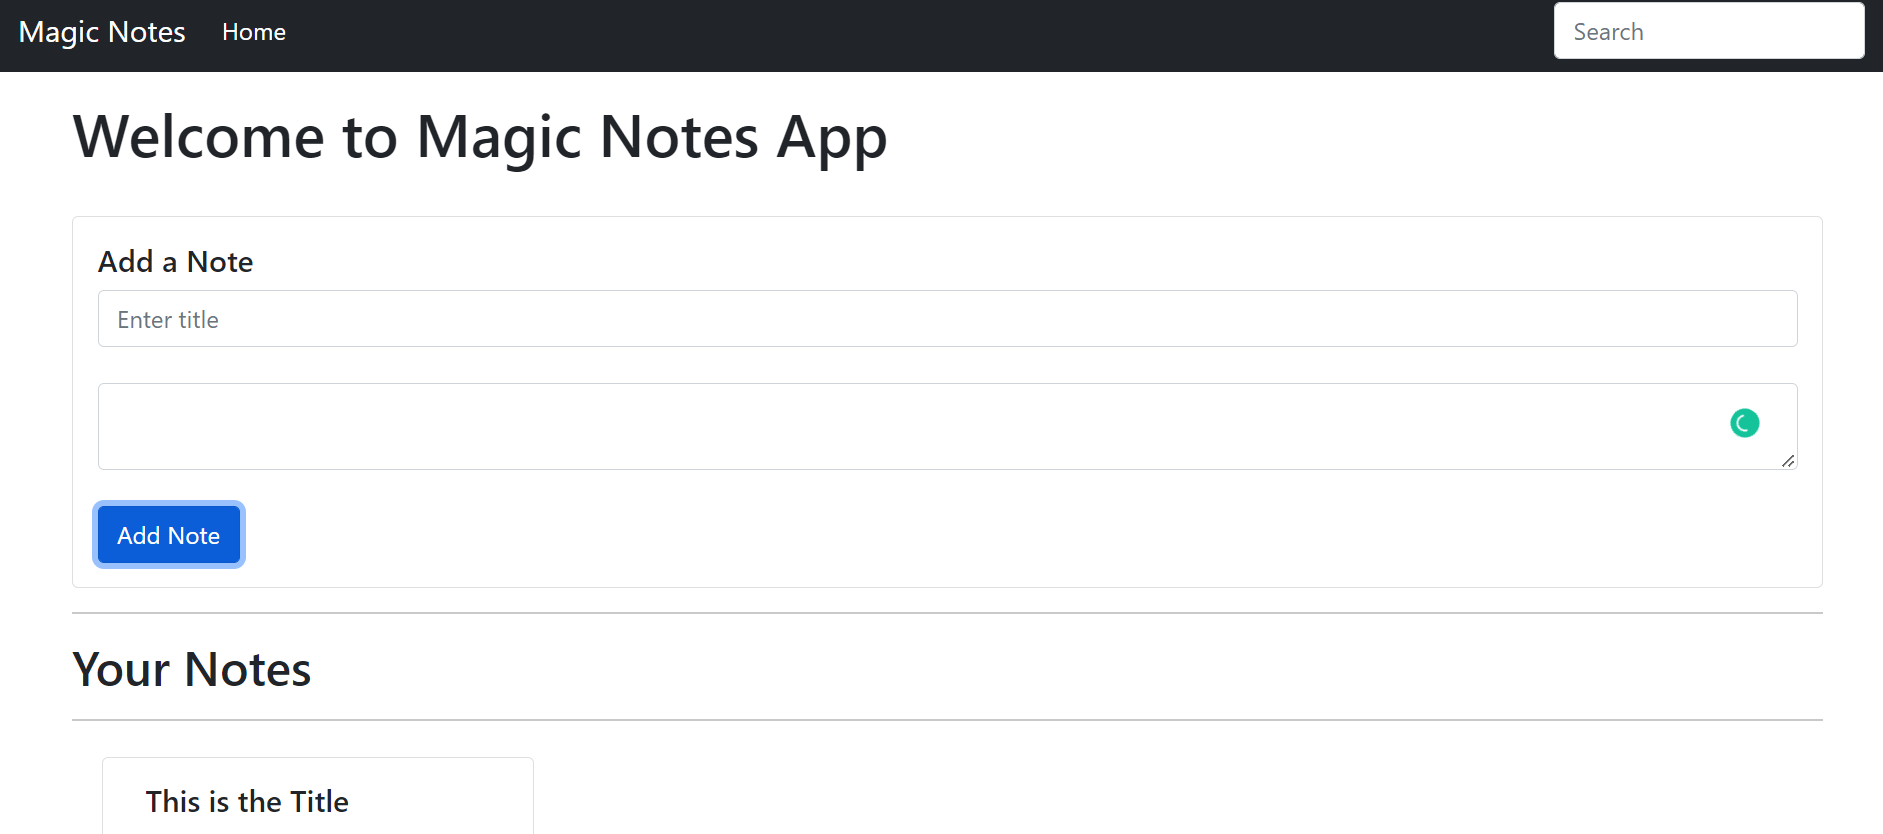 Magic Notes Home Search
Welcome to Magic Notes App
Add a Note
Enter title
Add Note
Your Notes
This is the Title